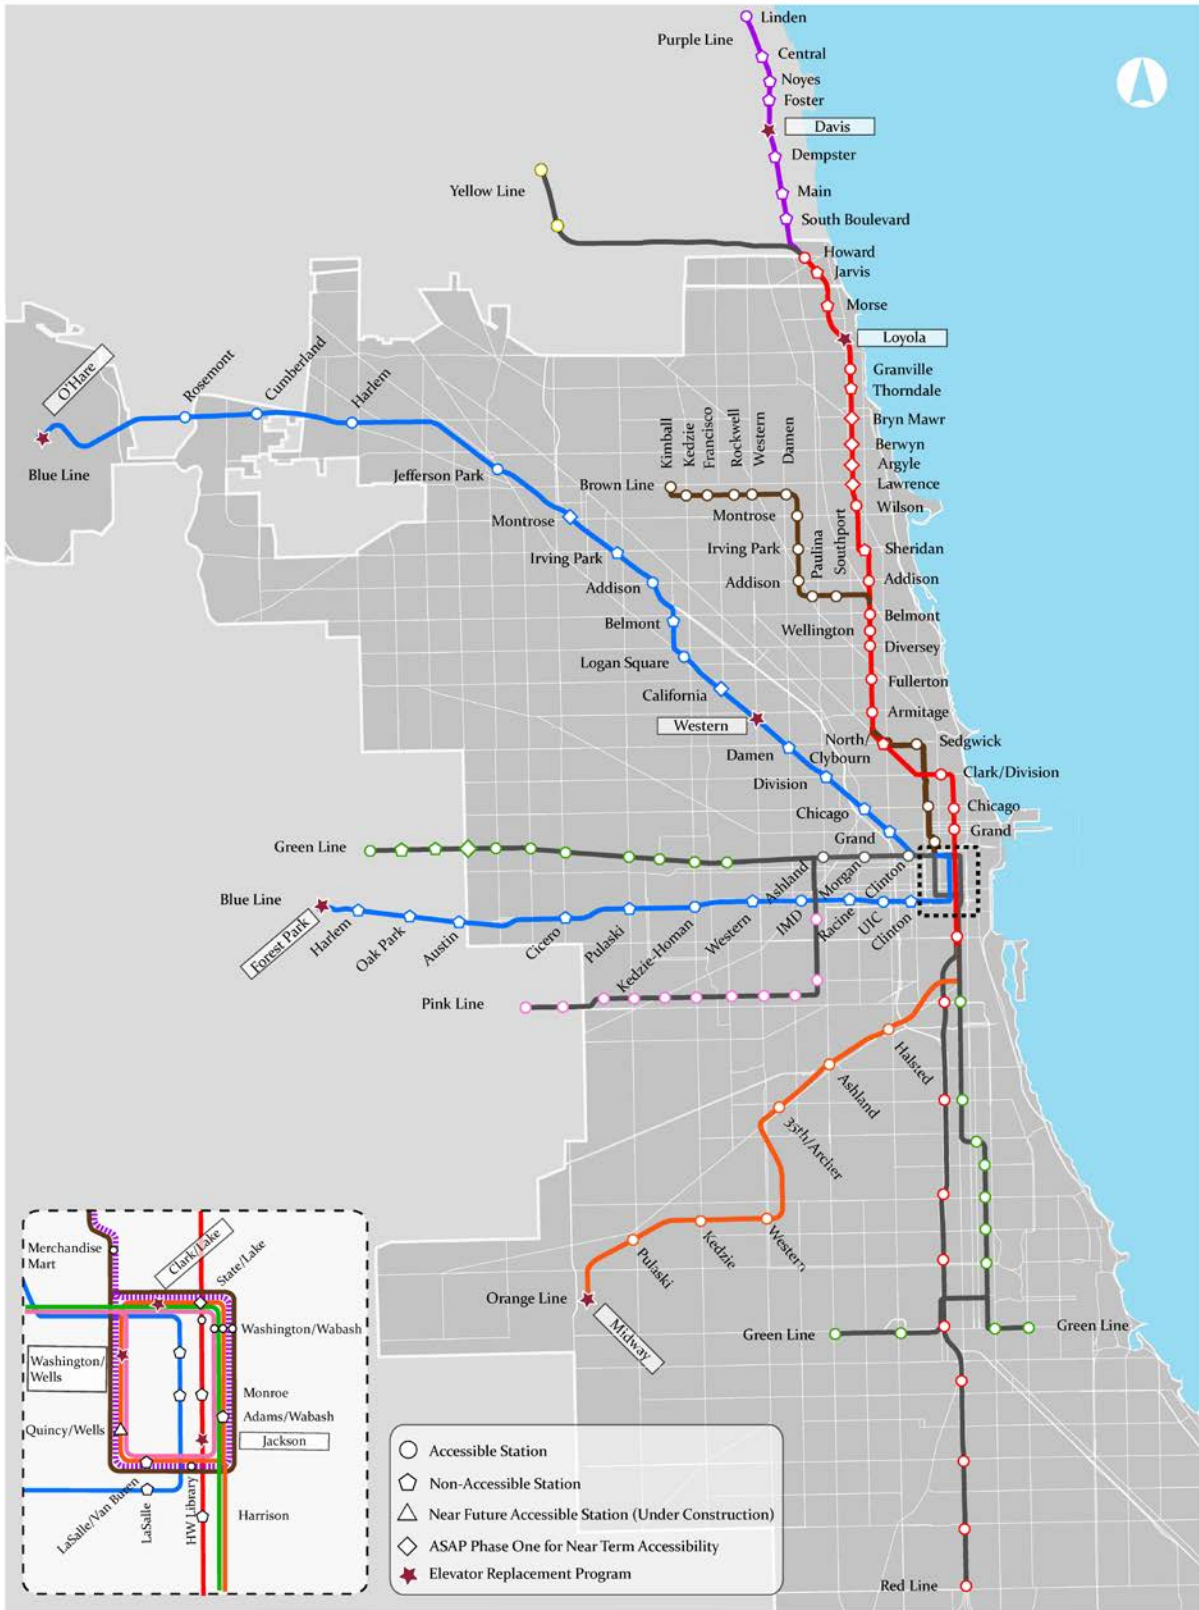 Linden
Purple Line
Central
Noyes
Foster
Davis
Dempster
Main
South Boulevard
Yellow Line
Howard
Jarvis
Morse
Loyola
Granville
Thorndale
Bryn Mawr
Berwyn
Argyle
Lawrence
Wilson
Sheridan
Addison
Belmont
Wellington
Diversey
Fullerton
Armitage
North/
Clybourn
Sedgwick
Clark/Division
Chicago
Grand
O'Hare
Blue Line
Rosemont
Cumberland
Harlem
Jefferson Park
Montrose
Irving Park
Addison
Belmont
Logan Square
California
Western
Damen
Division
Chicago
Grand
Brown Line
Kimball
Kedzie
Francisco
Rockwell
Western
Damen
Montrose
Irving Park
Addison
Paulina
Southport
Green Line
Ashland
Morgan
Clinton
Blue Line
Forest Park
Harlem
Oak Park
Austin
Cicero
Pulaski
Kedzie-Homan
Western
IMD
Racine
UIC
Clinton
Pink Line
Halsted
Ashland
35th/Archer
Western
Kedzie
Pulaski
Orange Line
Midway
Green Line
Green Line
Red Line
Merchandise
Mart
Clark/Lake
State/Lake
Washington/Wabash
Washington/
Wells
Monroe
Adams/Wabash
Quincy/Wells
Jackson
LaSalle/Van Buren
LaSalle
HW Library
Harrison
Accessible Station
Non-Accessible Station
Near Future Accessible Station (Under Construction)
ASAP Phase One for Near Term Accessibility
Elevator Replacement Program